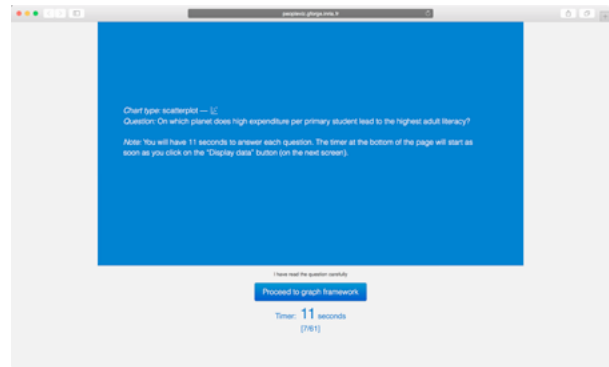 peopleviz.gforge.inria.fr
Chart type: scatterplot —
Question: On which planet does high expenditure per primary student lead to the highest adult literacy?
Note: You will have 11 seconds to answer each question. The timer at the bottom of the page will start as
soon as you click on the "Display data" button (on the next screen).
I have read the question carefully
Proceed to graph framework
Timer: 11 seconds
[7/61]